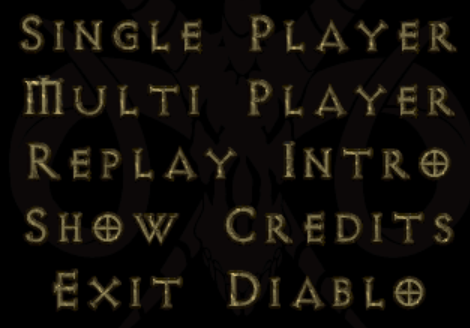 Single Player
Multi Player
Replay Intro
Show Credits
Exit Diablo